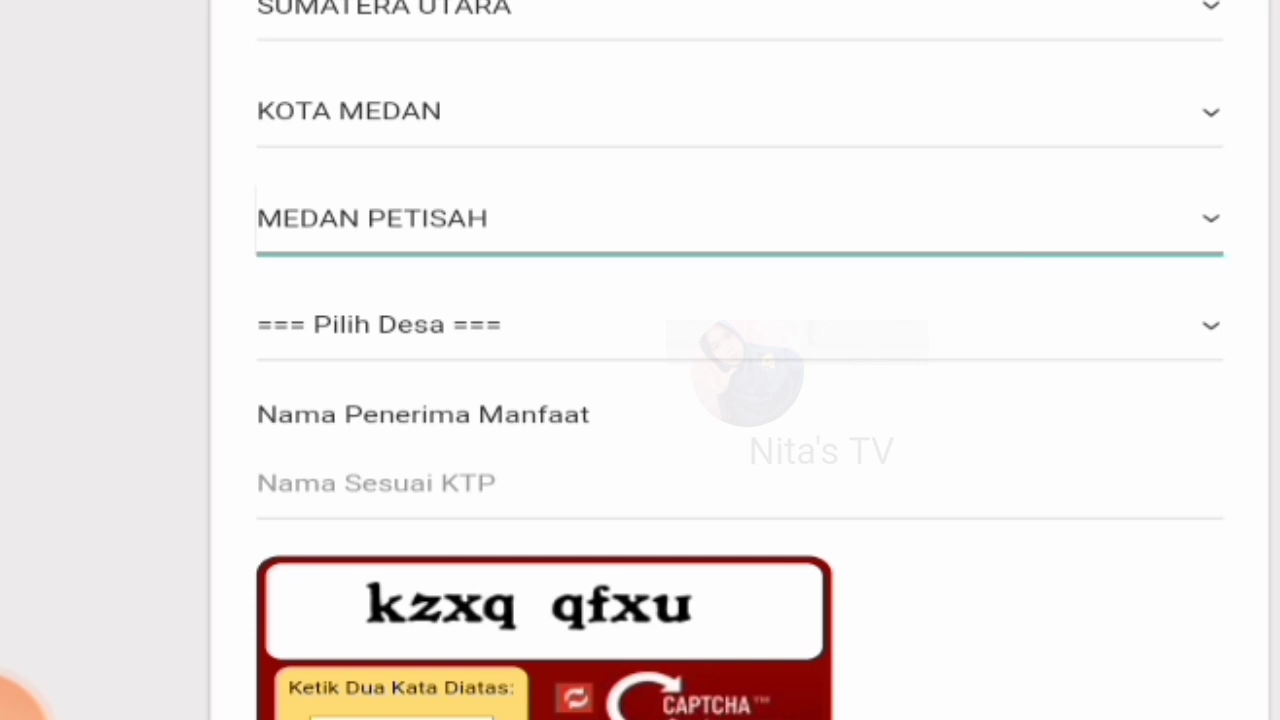 SUMATERA UTARA
KOTA MEDAN
MEDAN PETISAH
=== Pilih Desa ===
Nama Penerima Manfaat
Nita's TV
Nama Sesuai KTP
kzxq qfxu
Ketik Dua Kata Diatas:
CAPTCHA™